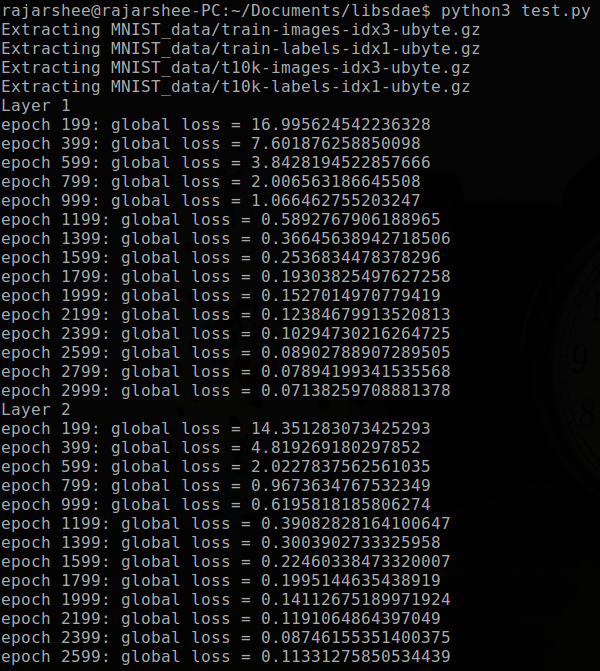 rajarshee@rajarshee-PC:~/Documents/libsdae$ python3 test.py
Extracting MNIST_data/train-images-idx3-ubyte.gz
Extracting MNIST_data/train-labels-idx1-ubyte.gz
Extracting MNIST_data/t10k-images-idx3-ubyte.gz
Extracting MNIST_data/t10k-labels-idx1-ubyte.gz
Layer 1
epoch 199: global loss = 16.995624542236328
epoch 399: global loss = 7.601876258850098
epoch 599: global loss = 3.8428194522857666
epoch 799: global loss = 2.006563186645508
epoch 999: global loss = 1.066462755203247
epoch 1199: global loss = 0.5892767906188965
epoch 1399: global loss = 0.36645638942718506
epoch 1599: global loss = 0.2536834478378296
epoch 1799: global loss = 0.19303825497627258
epoch 1999: global loss = 0.1527014970779419
epoch 2199: global loss = 0.12384679913520813
epoch 2399: global loss = 0.10294730216264725
epoch 2599: global loss = 0.08902788907289505
epoch 2799: global loss = 0.07894199341535568
epoch 2999: global loss = 0.07138259708881378
Layer 2
epoch 199: global loss = 14.351283073425293
epoch 399: global loss = 4.819269180297852
epoch 599: global loss = 2.0227837562561035
epoch 799: global loss = 0.9673634767532349
epoch 999: global loss = 0.6195818185806274
epoch 1199: global loss = 0.39082828164100647
epoch 1399: global loss = 0.3003902733325958
epoch 1599: global loss = 0.22460338473320007
epoch 1799: global loss = 0.1995144635438919
epoch 1999: global loss = 0.14112675189971924
epoch 2199: global loss = 0.1191064864397049
epoch 2399: global loss = 0.08746155351400375
epoch 2599: global loss = 0.11331275850534439